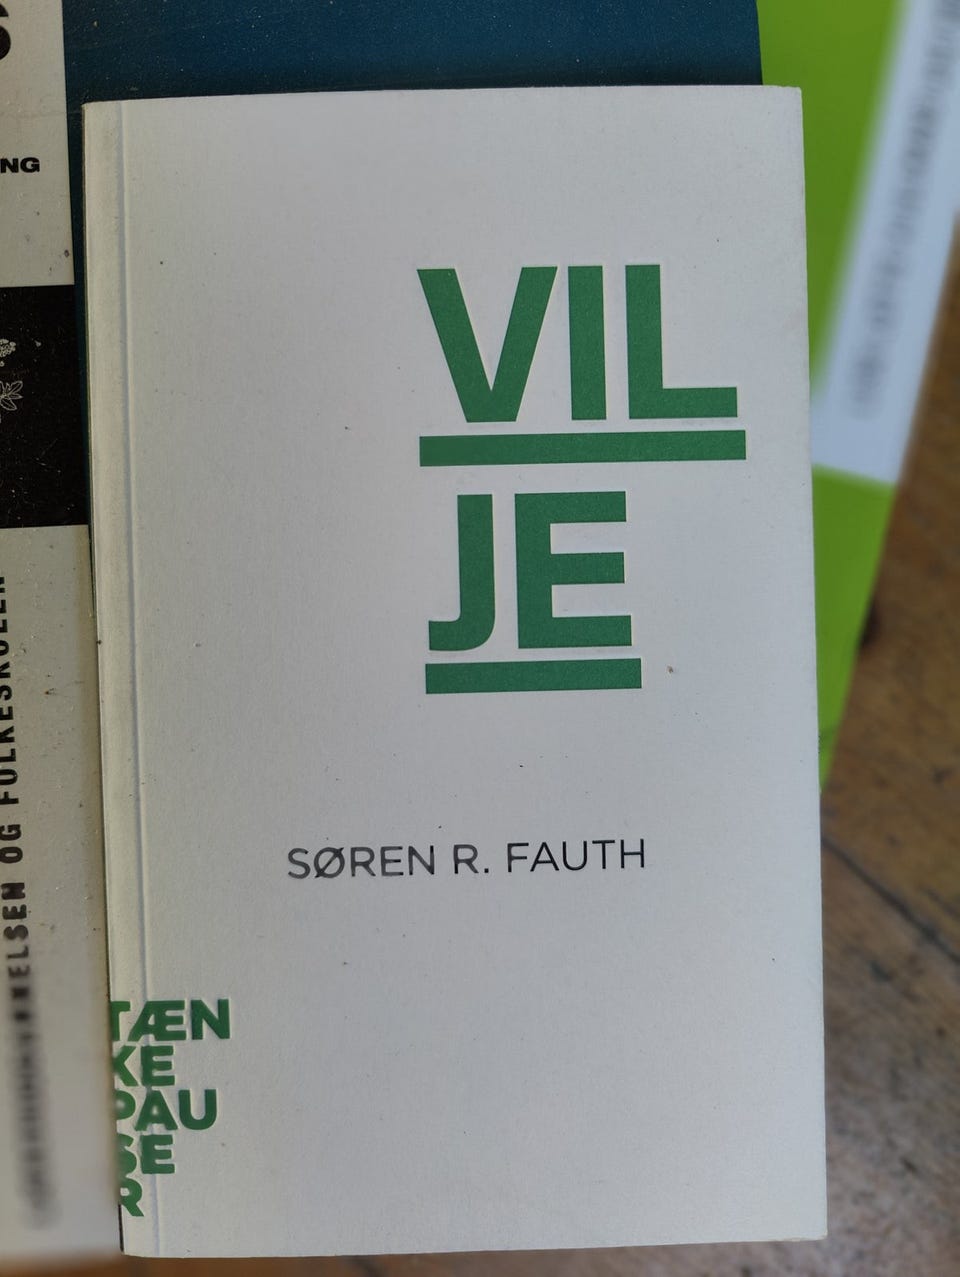 NG
OG FOLKESKOLEN
VIL
JE
SØREN R. FAUTH
TÆN
KE
PAU
SE
R